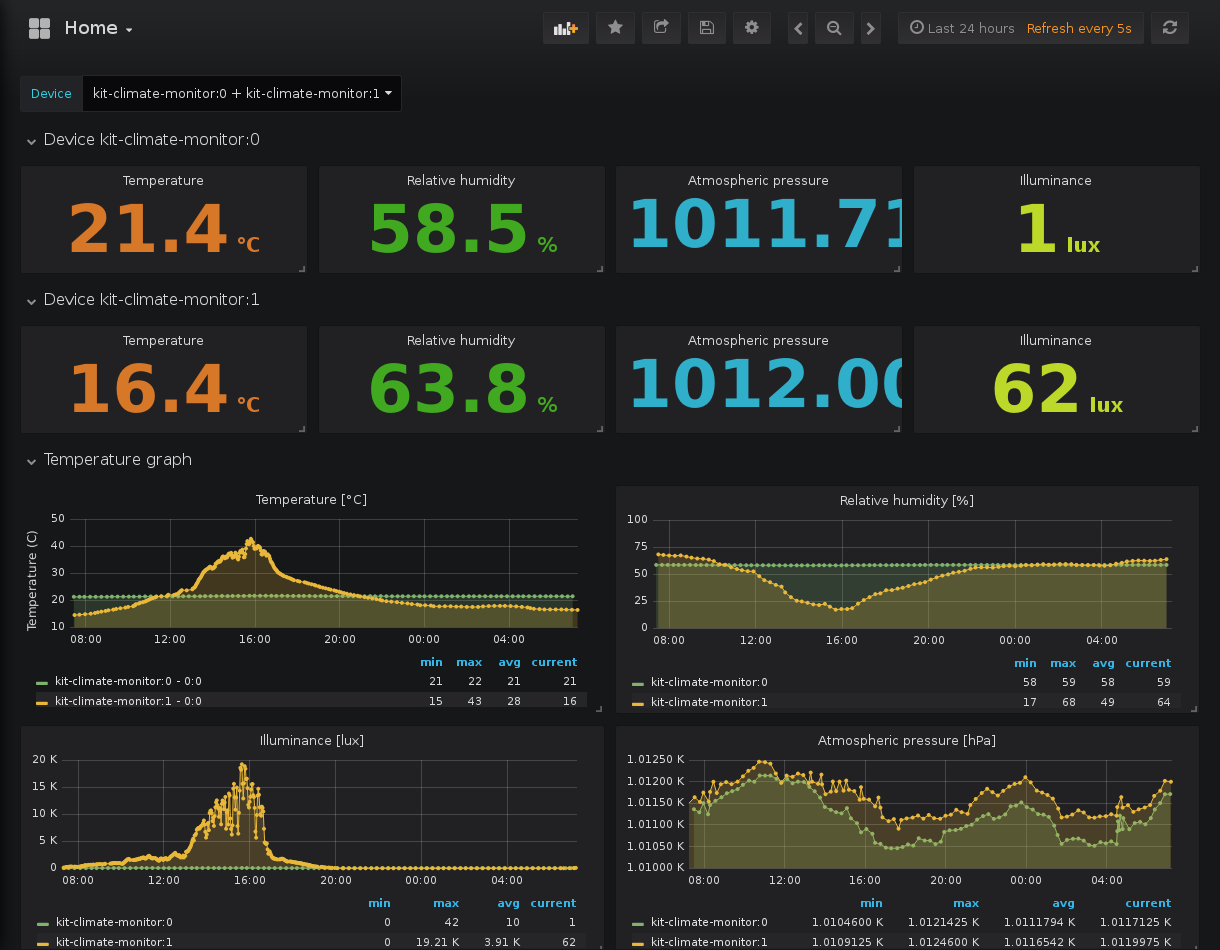 Home
Last 24 hours Refresh every 5s
Device kit-climate-monitor:0 + kit-climate-monitor:1
Device kit-climate-monitor:0
Temperature Relative humidity Atmospheric pressure Illuminance
21.4 °C 58.5 % 1011.71 1 lux
Device kit-climate-monitor:1
Temperature Relative humidity Atmospheric pressure Illuminance
16.4 °C 63.8 % 1012.00 62 lux
Temperature graph
Temperature [°C]
Temperature (C)
50
40
30
20
10
08:00 12:00 16:00 20:00 00:00 04:00
min max avg current
kit-climate-monitor:0 - 0:0 21 22 21 21
kit-climate-monitor:1 - 0:0 15 43 28 16
Relative humidity [%]
100
75
50
25
0
08:00 12:00 16:00 20:00 00:00 04:00
min max avg current
kit-climate-monitor:0 58 59 58 59
kit-climate-monitor:1 17 68 49 64
Illuminance [lux]
20 K
15 K
10 K
5 K
0
08:00 12:00 16:00 20:00 00:00 04:00
min max avg current
kit-climate-monitor:0 0 42 10 1
kit-climate-monitor:1 0 19.21 K 3.91 K 62
Atmospheric pressure [hPa]
1.01250 K
1.01200 K
1.01150 K
1.01100 K
1.01050 K
1.01000 K
08:00 12:00 16:00 20:00 00:00 04:00
min max avg current
kit-climate-monitor:0 1.0104600 K 1.0121425 K 1.0111794 K 1.0117125 K
kit-climate-monitor:1 1.0109125 K 1.0124600 K 1.0116542 K 1.0119975 K